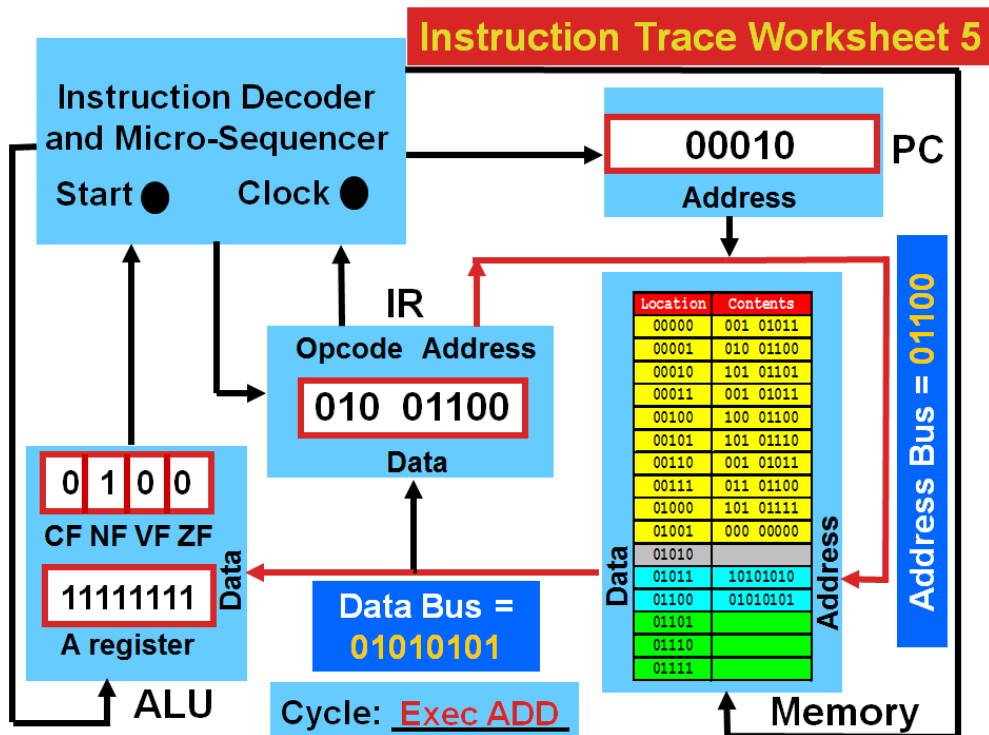 Instruction Trace Worksheet 5
Instruction Decoder
and Micro-Sequencer
Start
Clock
00010
PC
Address
IR
Opcode Address
010 01100
Data
0 1 0 0
CF NF VF ZF
11111111
A register
Data
ALU
Data Bus =
01010101
Cycle: Exec ADD
Location Contents
00000 001 01011
00001 010 01100
00010 101 01101
00011 001 01011
00100 100 01100
00101 101 01110
00110 001 01011
00111 011 01100
01000 101 01111
01001 000 00000
01010
01011 10101010
01100 01010101
01101
01110
01111
Data
Address
Memory
Address Bus = 01100